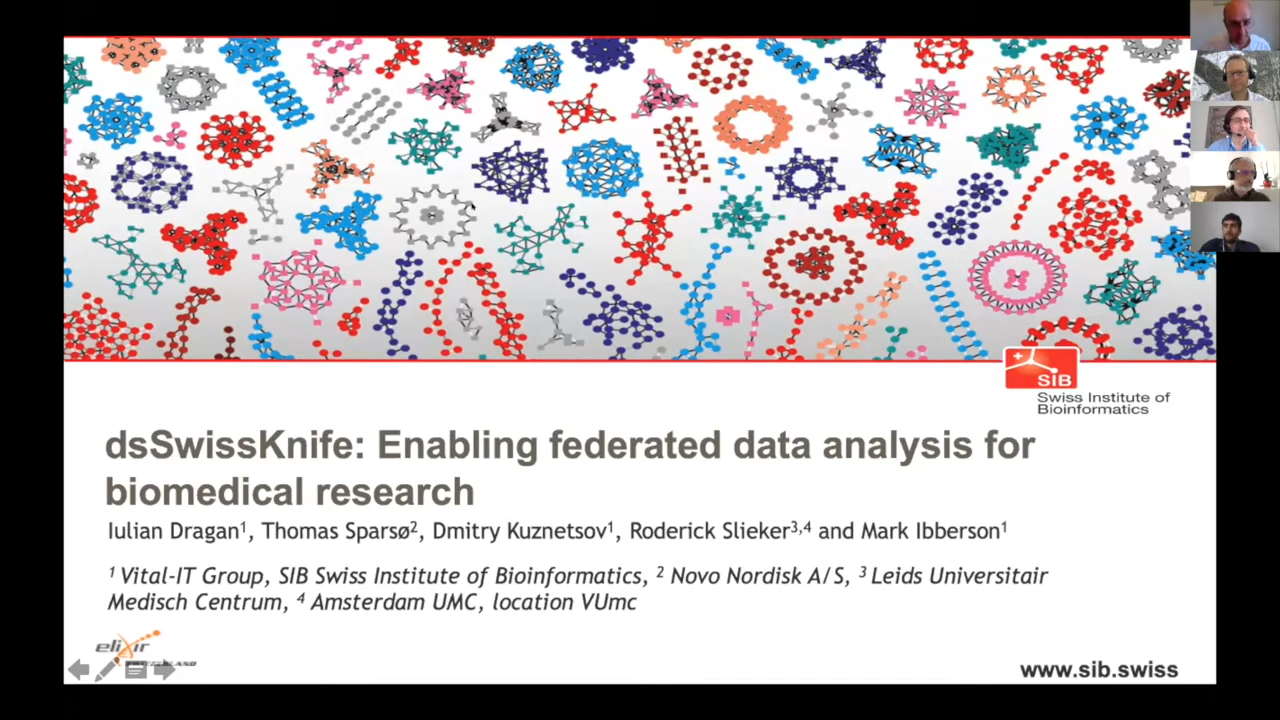 SIB
Swiss Institute of
Bioinformatics
dsSwissKnife: Enabling federated data analysis for
biomedical research
Iulian Dragan¹, Thomas Sparsø², Dmitry Kuznetsov¹, Roderick Slieker³,⁴ and Mark Ibberson¹
¹ Vital-IT Group, SIB Swiss Institute of Bioinformatics, ² Novo Nordisk A/S, ³ Leids Universitair
Medisch Centrum, ⁴ Amsterdam UMC, location VUmc
elixir
SWITZERLAND
www.sib.swiss